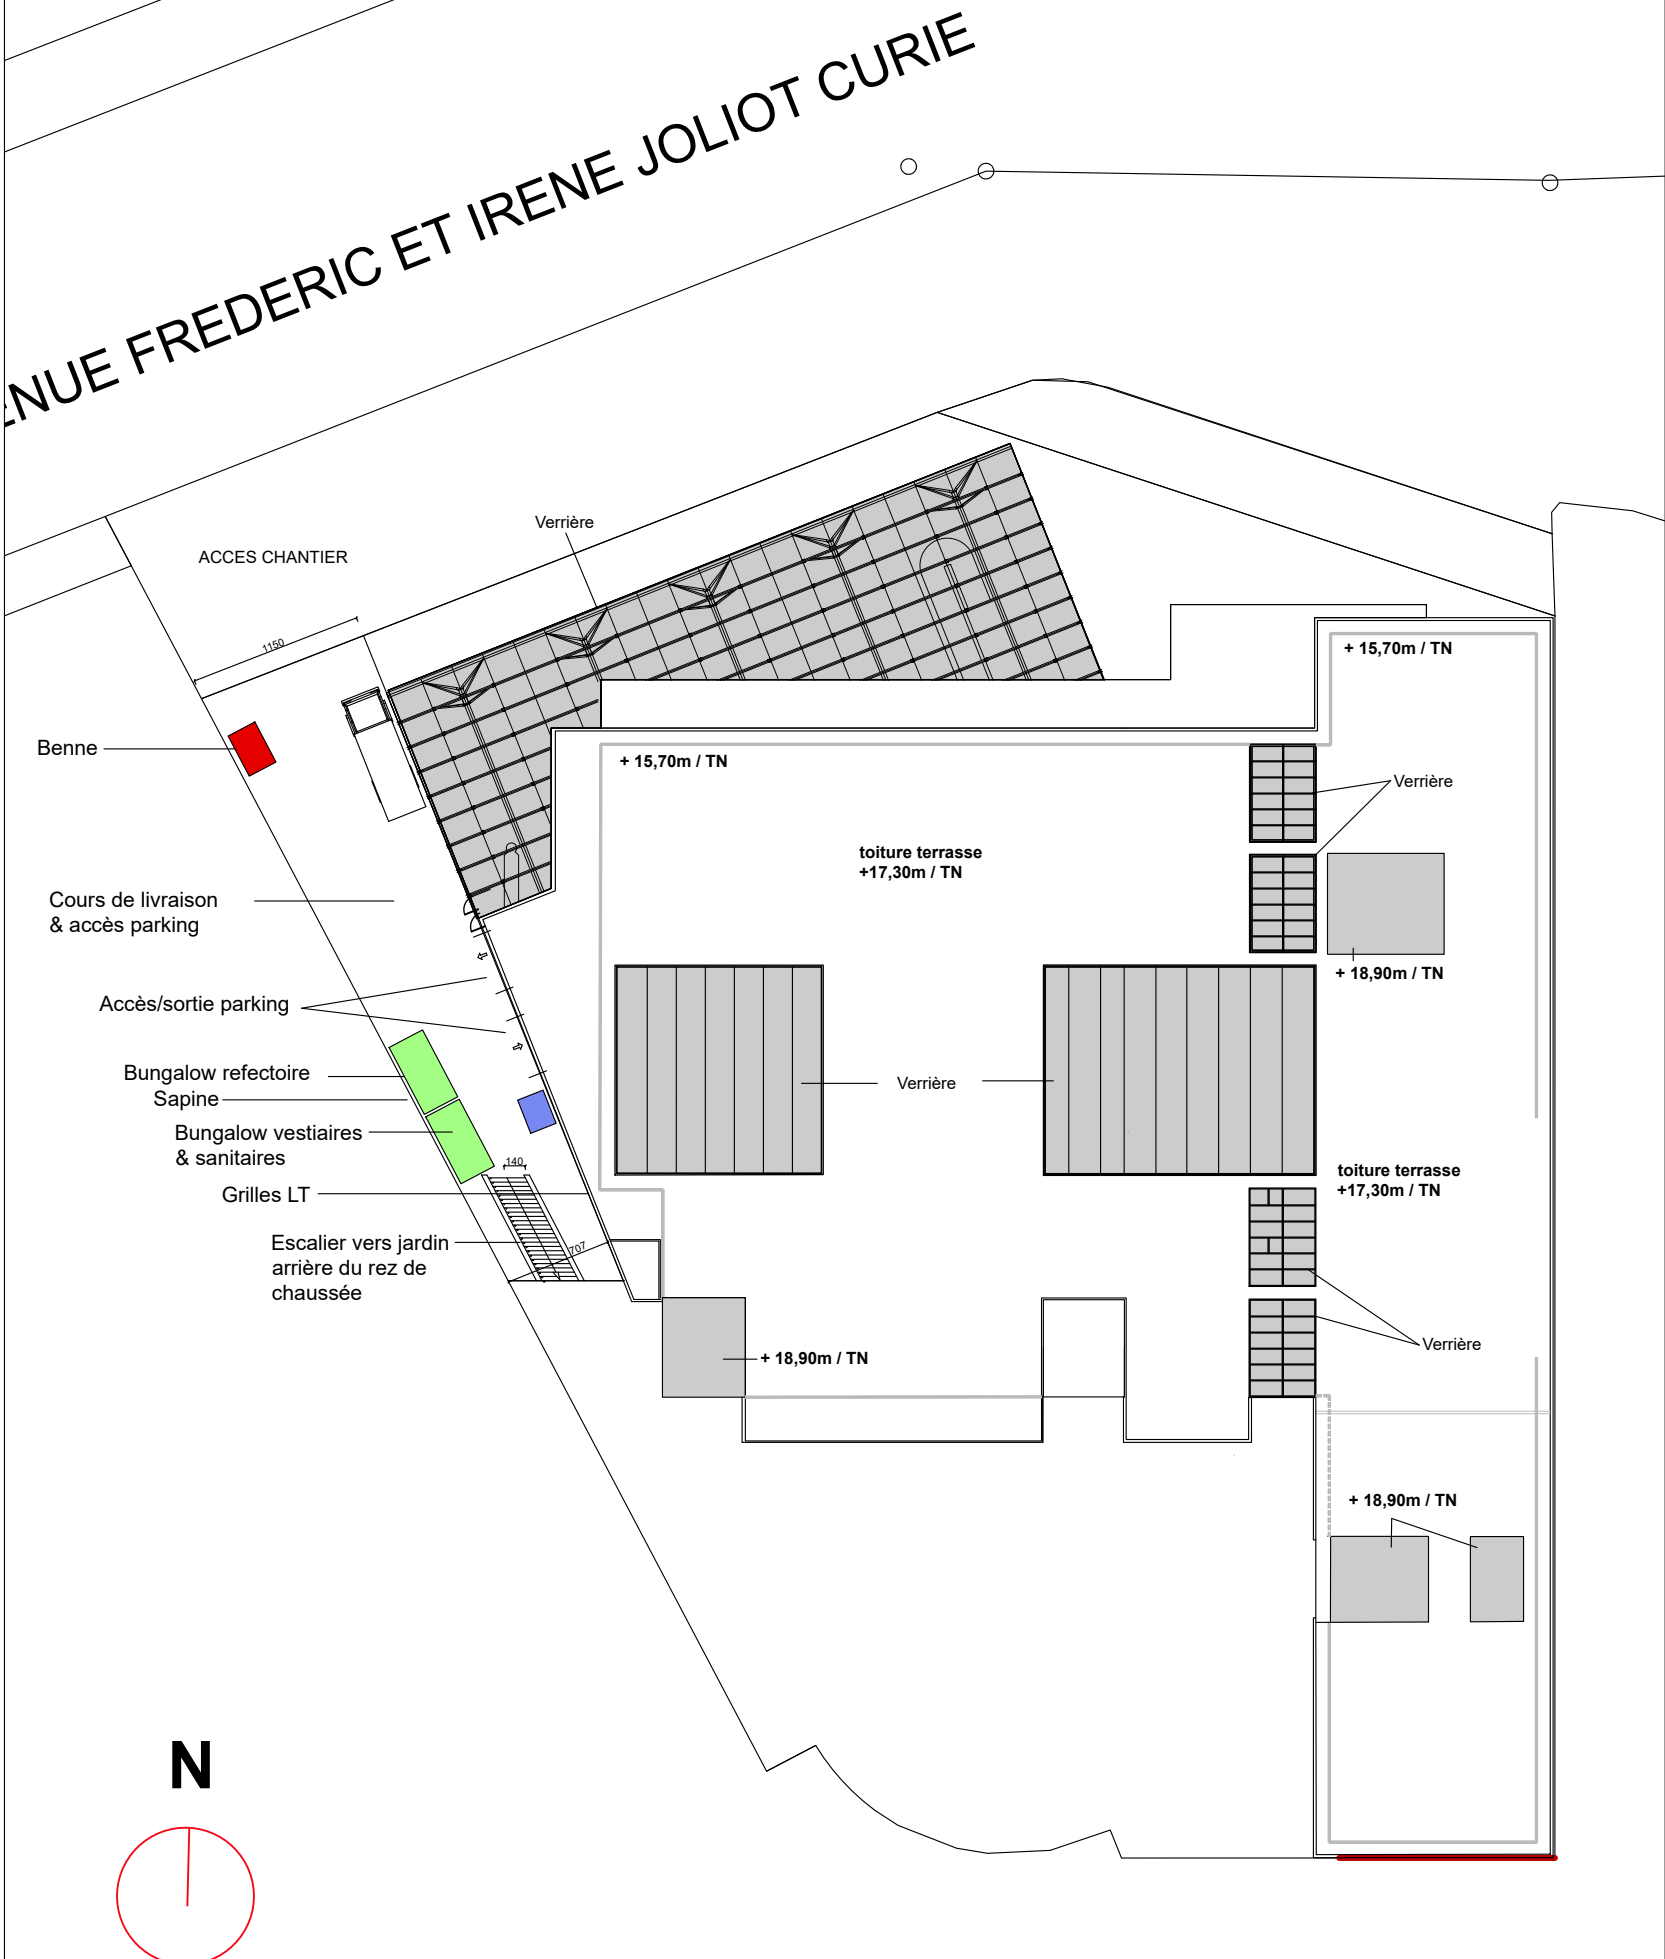 ENUE FREDERIC ET IRENE JOLIOT CURIE
Verrière
ACCES CHANTIER
1150
+ 15,70m / TN
Benne
+ 15,70m / TN
Verrière
toiture terrasse
+17,30m / TN
Cours de livraison
& accès parking
+ 18,90m / TN
Accès/sortie parking
Bungalow refectoire
Verrière
Sapine
Bungalow vestiaires
& sanitaires
140
toiture terrasse
+17,30m / TN
Grilles LT
Escalier vers jardin
arrière du rez de
chaussée
707
Verrière
+ 18,90m / TN
+ 18,90m / TN
N